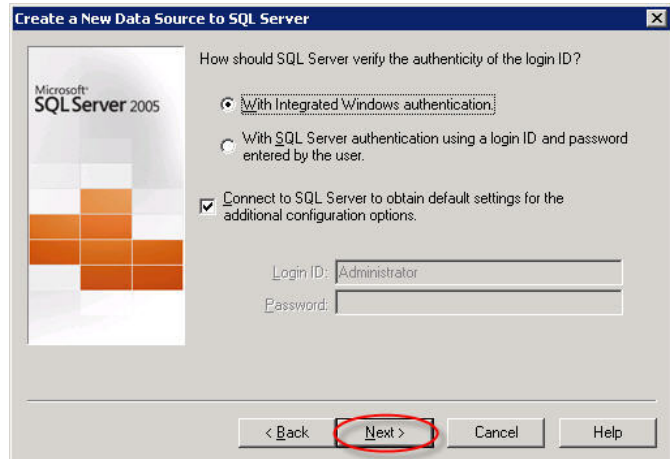 Create a New Data Source to SQL Server
Microsoft
SQL Server 2005
How should SQL Server verify the authenticity of the login ID?
With Integrated Windows authentication.
With SQL Server authentication using a login ID and password
entered by the user.
Connect to SQL Server to obtain default settings for the
additional configuration options.
Login ID: Administrator
Password:
< Back Next > Cancel Help